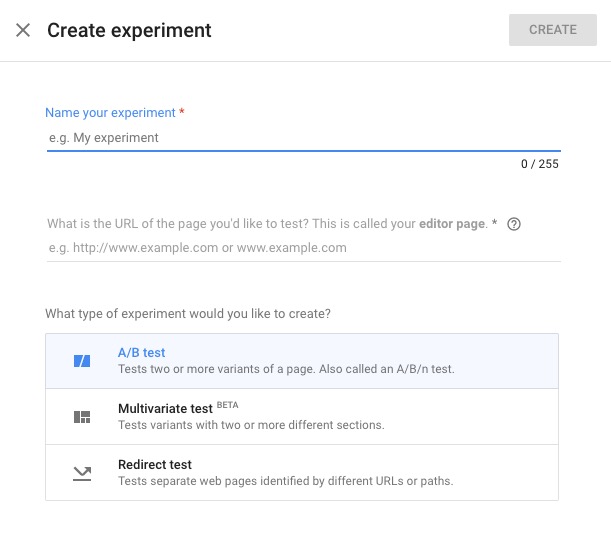 Create experiment
CREATE
Name your experiment *
e.g. My experiment
0 / 255
What is the URL of the page you'd like to test? This is called your editor page. * ?
e.g. http://www.example.com or www.example.com
What type of experiment would you like to create?
A/B test
Tests two or more variants of a page. Also called an A/B/n test.
Multivariate test BETA
Tests variants with two or more different sections.
Redirect test
Tests separate web pages identified by different URLs or paths.